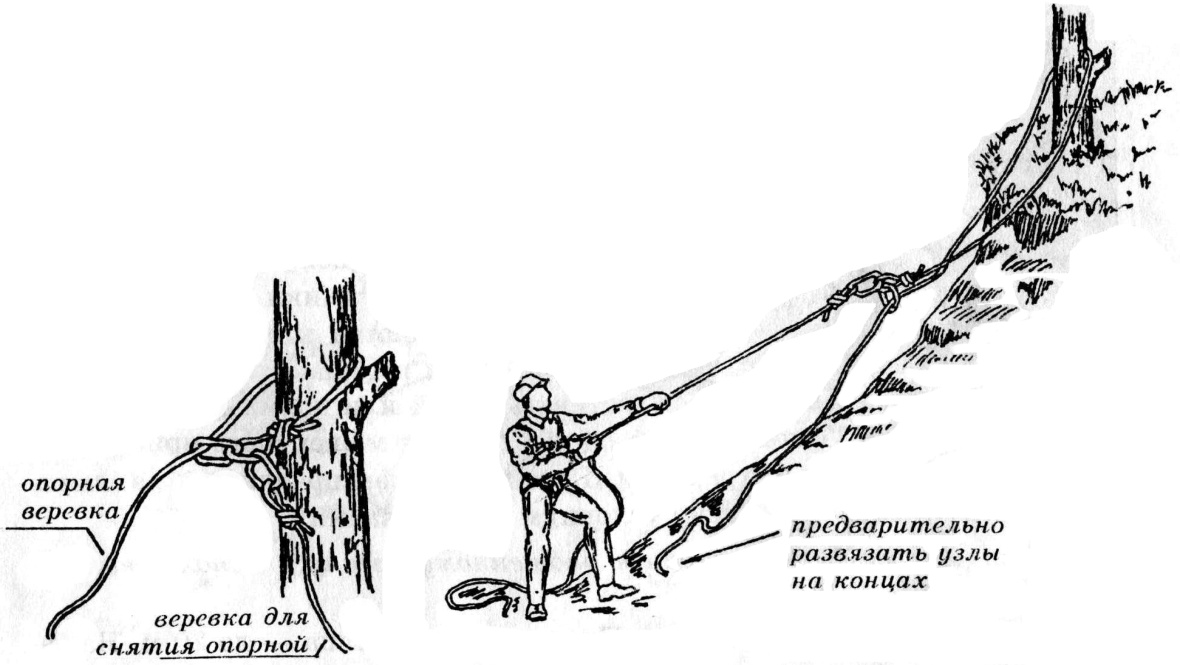 опорная
веревка
веревка для
снятия опорной
предварительно
развязать узлы
на концах